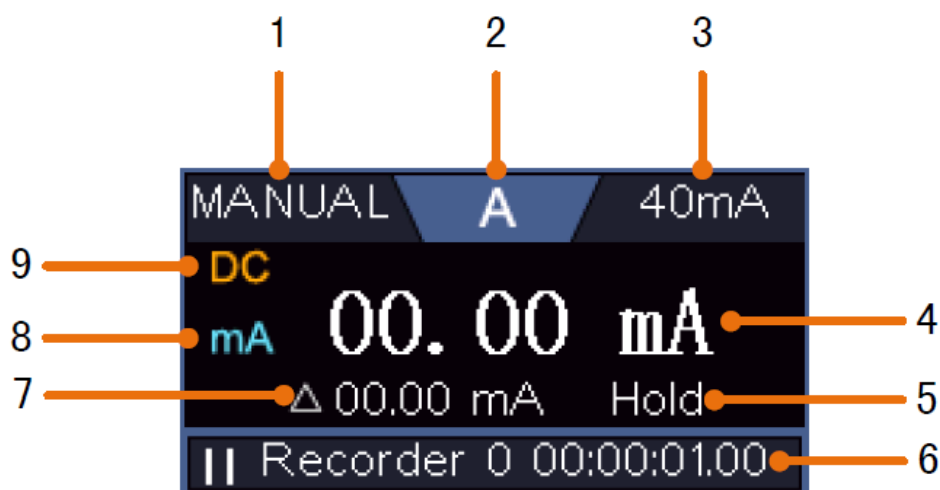 1 2 3
MANUAL A 40mA
9 DC
8 mA 00.00 mA 4
7 △ 00.00 mA Hold 5
|| Recorder 0 00:00:01.00 6